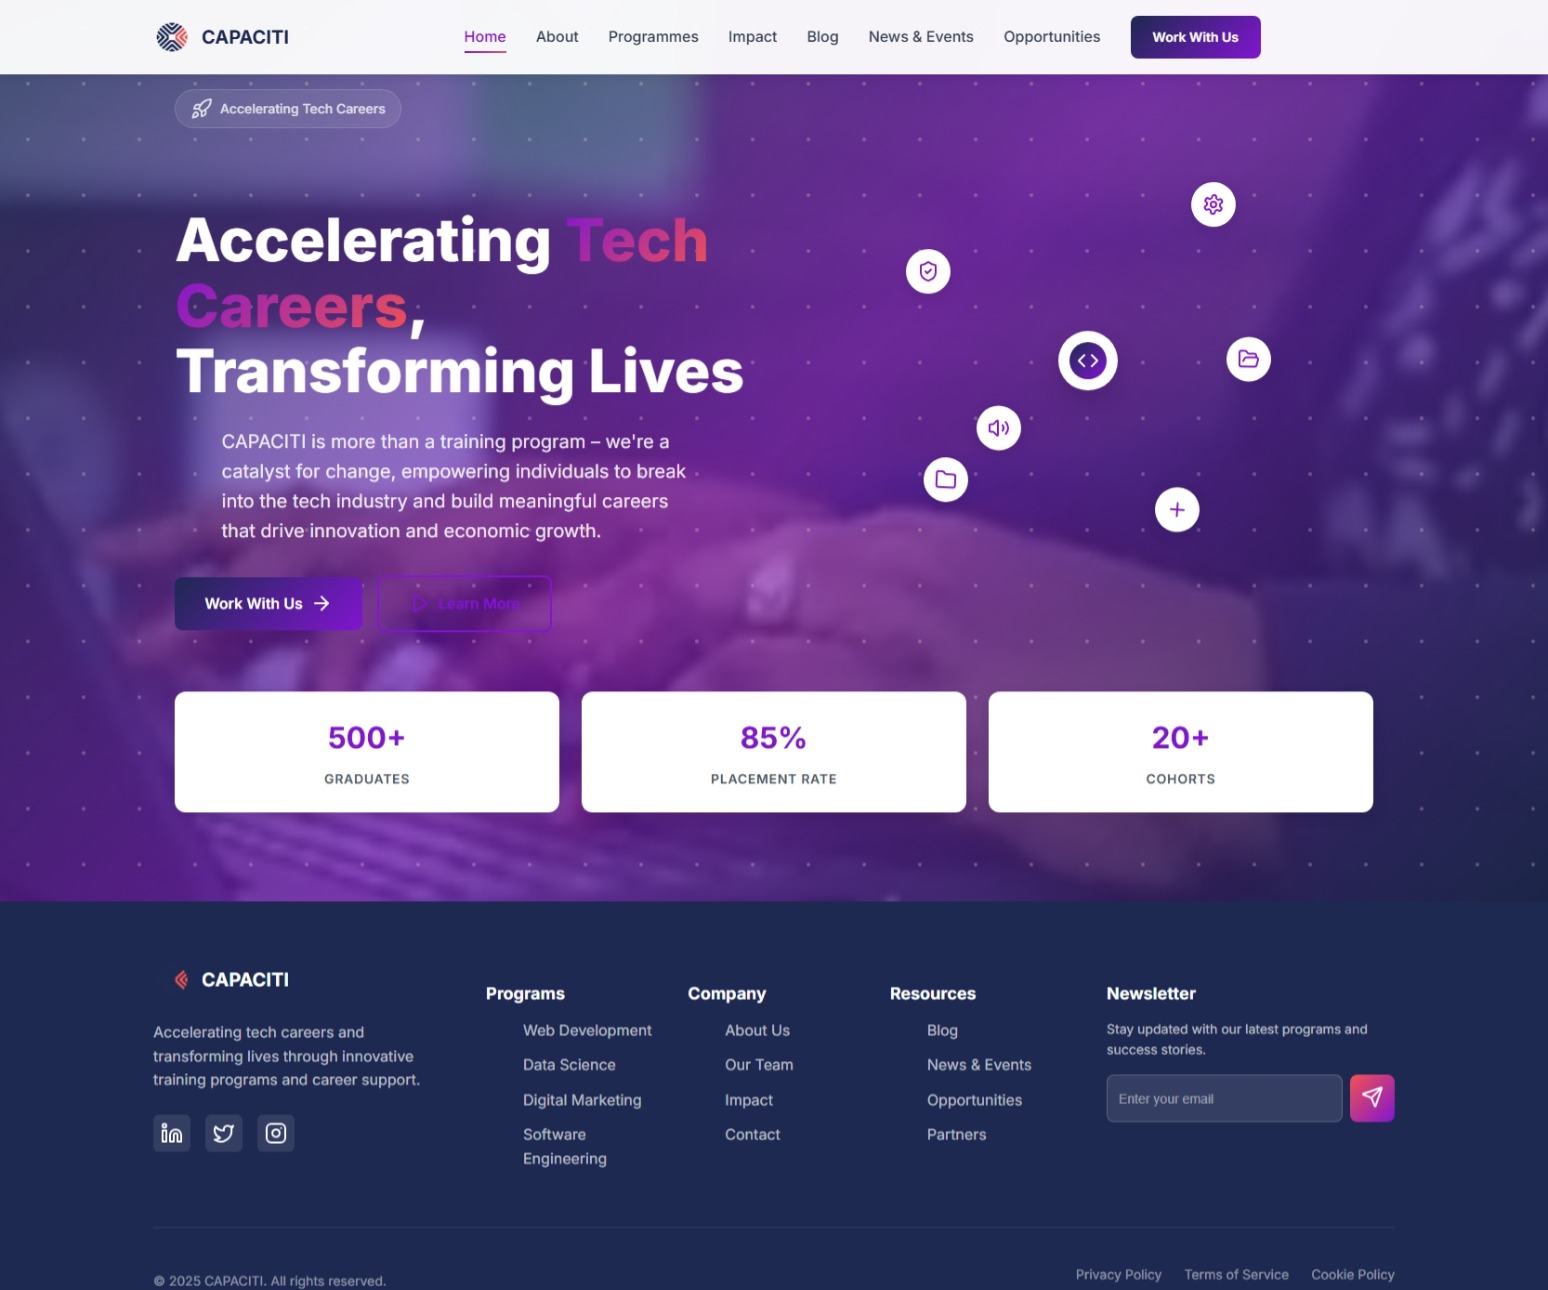 CAPACITI
Home
About
Programmes
Impact
Blog
News & Events
Opportunities
Work With Us
Accelerating Tech Careers
Accelerating Tech
Careers,
Transforming Lives
CAPACITI is more than a training program – we're a
catalyst for change, empowering individuals to break
into the tech industry and build meaningful careers
that drive innovation and economic growth.
Work With Us
Learn More
500+
GRADUATES
85%
PLACEMENT RATE
20+
COHORTS
CAPACITI
Accelerating tech careers and
transforming lives through innovative
training programs and career support.
Programs
Web Development
Data Science
Digital Marketing
Software
Engineering
Company
About Us
Our Team
Impact
Contact
Resources
Blog
News & Events
Opportunities
Partners
Newsletter
Stay updated with our latest programs and
success stories.
Enter your email
© 2025 CAPACITI. All rights reserved.
Privacy Policy
Terms of Service
Cookie Policy